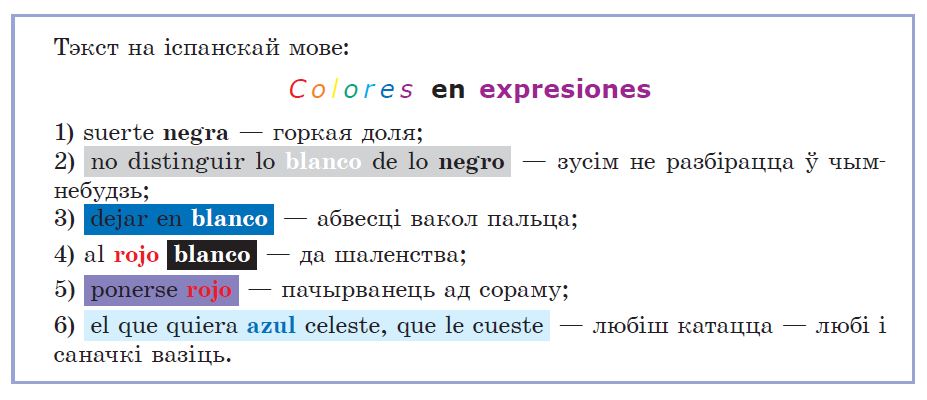 Тэкст на іспанскай мове:
Colores en expresiones
1) suerte negra — горкая доля;
2) no distinguir lo blanco de lo negro — зусім не разбірацца ў чым-
небудзь;
3) dejar en blanco — абвесці вакол пальца;
4) al rojo blanco — да шаленства;
5) ponerse rojo — пачырванець ад сораму;
6) el que quiera azul celeste, que le cueste — любіш катацца — любі і
саначкі вазіць.